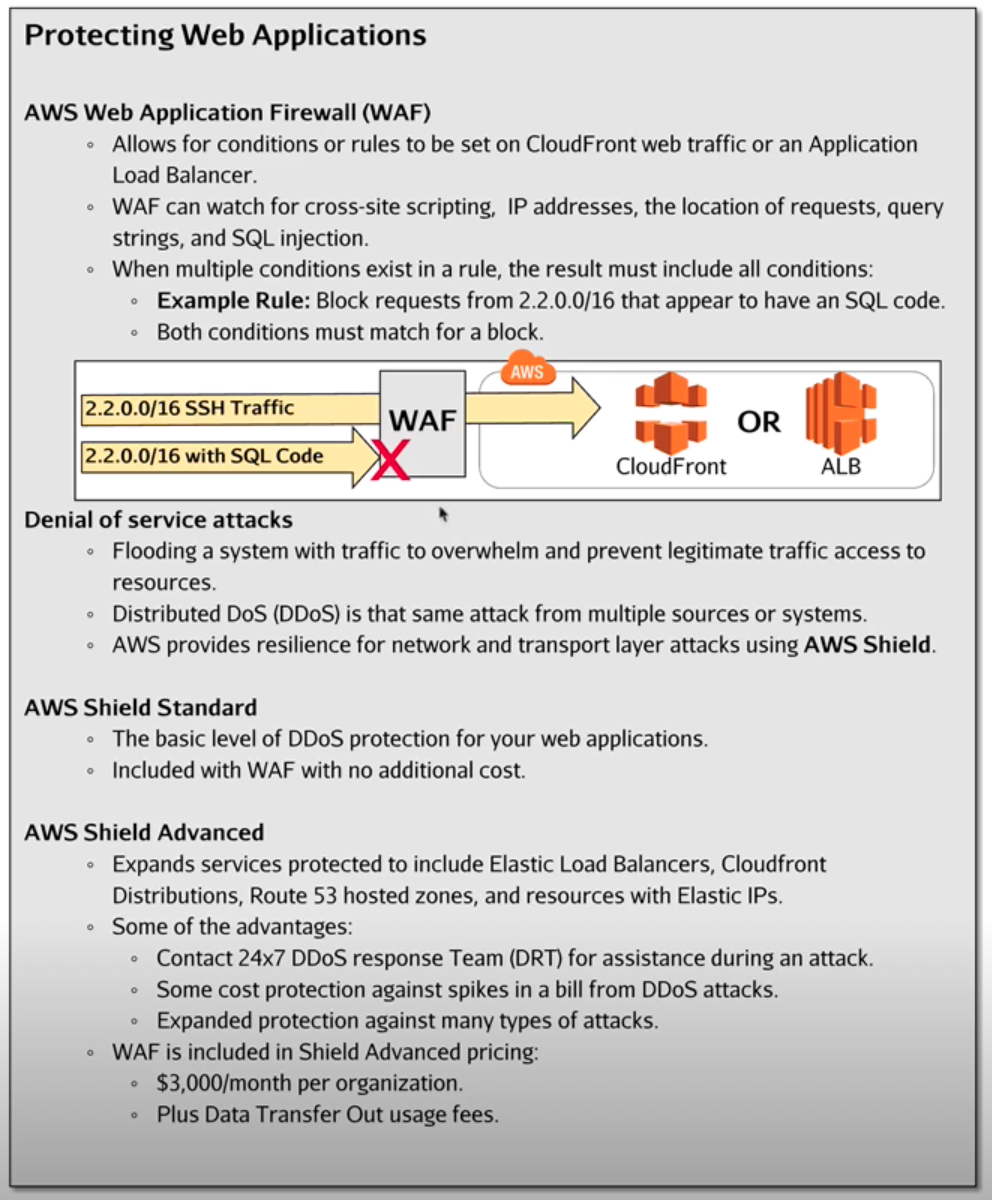 Protecting Web Applications
AWS Web Application Firewall (WAF)
◦ Allows for conditions or rules to be set on CloudFront web traffic or an Application
Load Balancer.
◦ WAF can watch for cross-site scripting,  IP addresses, the location of requests, query
strings, and SQL injection.
◦ When multiple conditions exist in a rule, the result must include all conditions:
◦ Example Rule: Block requests from 2.2.0.0/16 that appear to have an SQL code.
◦ Both conditions must match for a block.
AWS
2.2.0.0/16 SSH Traffic
WAF
OR
2.2.0.0/16 with SQL Code
X
CloudFront
ALB
Denial of service attacks
◦ Flooding a system with traffic to overwhelm and prevent legitimate traffic access to
resources.
◦ Distributed DoS (DDoS) is that same attack from multiple sources or systems.
◦ AWS provides resilience for network and transport layer attacks using AWS Shield.
AWS Shield Standard
◦ The basic level of DDoS protection for your web applications.
◦ Included with WAF with no additional cost.
AWS Shield Advanced
◦ Expands services protected to include Elastic Load Balancers, Cloudfront
Distributions, Route 53 hosted zones, and resources with Elastic IPs.
◦ Some of the advantages:
◦ Contact 24x7 DDoS response Team (DRT) for assistance during an attack.
◦ Some cost protection against spikes in a bill from DDoS attacks.
◦ Expanded protection against many types of attacks.
◦ WAF is included in Shield Advanced pricing:
◦ $3,000/month per organization.
◦ Plus Data Transfer Out usage fees.